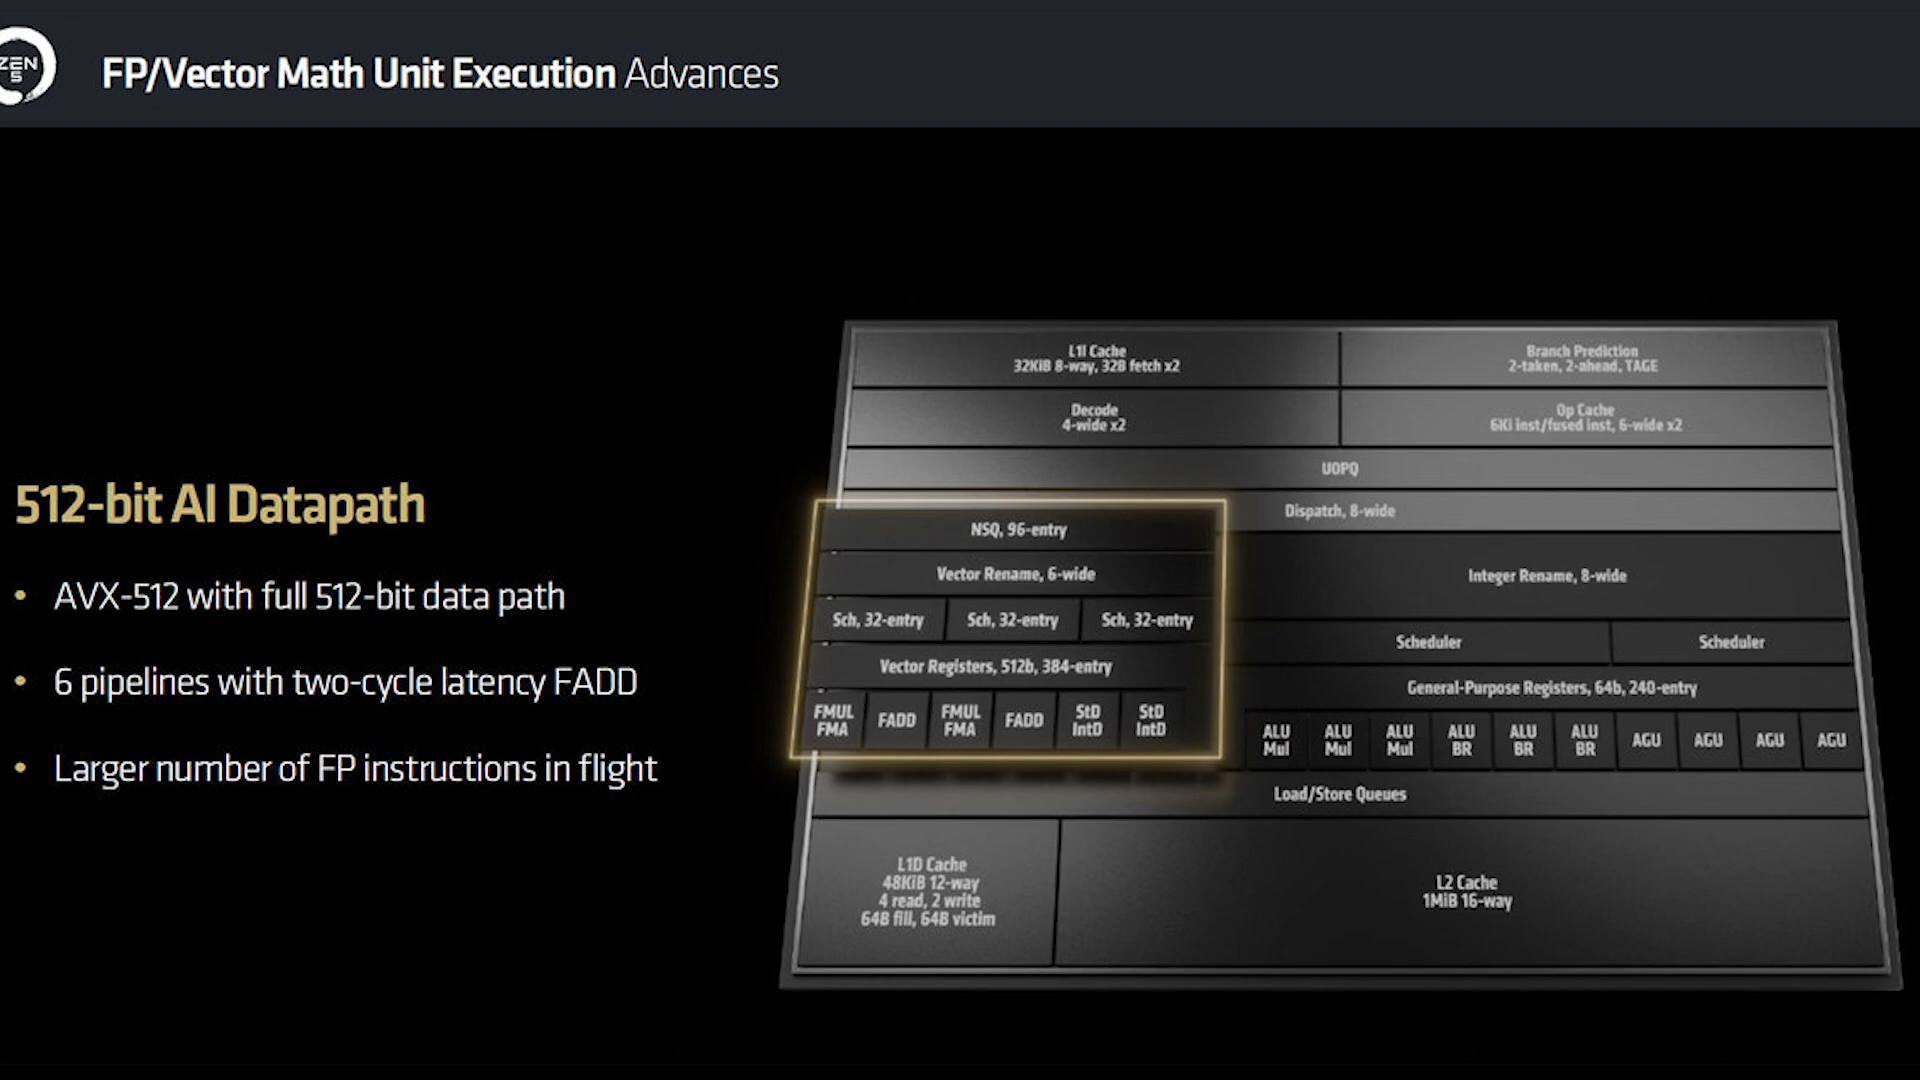 ZEN
5
FP/Vector Math Unit Execution Advances
512-bit AI Datapath
• AVX-512 with full 512-bit data path
• 6 pipelines with two-cycle latency FADD
• Larger number of FP instructions in flight
L1I Cache
32KiB 8-way, 32B fetch x2
Branch Prediction
2-taken, 2-ahead, TAGE
Decode
4-wide x2
Op Cache
6Ki inst/fused inst, 6-wide x2
UOPQ
Dispatch, 8-wide
NSQ, 96-entry
Vector Rename, 6-wide
Sch, 32-entry
Sch, 32-entry
Sch, 32-entry
Vector Registers, 512b, 384-entry
FMUL
FMA
FADD
FMUL
FMA
FADD
StD
IntD
StD
IntD
Integer Rename, 8-wide
Scheduler
Scheduler
General-Purpose Registers, 64b, 240-entry
ALU
Mul
ALU
Mul
ALU
Mul
ALU
BR
ALU
BR
ALU
BR
AGU
AGU
AGU
AGU
Load/Store Queues
L1D Cache
48KiB 12-way
4 read, 2 write
64B fill, 64B victim
L2 Cache
1MiB 16-way